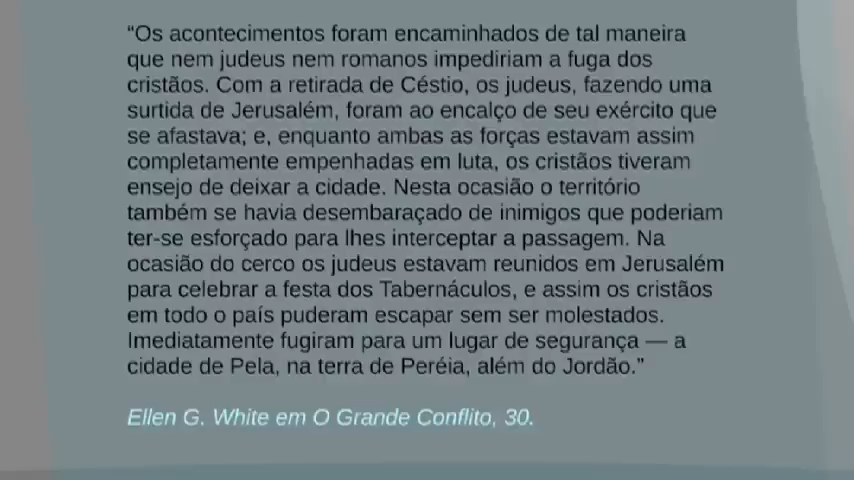 “Os acontecimentos foram encaminhados de tal maneira
que nem judeus nem romanos impediriam a fuga dos
cristãos. Com a retirada de Céstio, os judeus, fazendo uma
surtida de Jerusalém, foram ao encalço de seu exército que
se afastava; e, enquanto ambas as forças estavam assim
completamente empenhadas em luta, os cristãos tiveram
ensejo de deixar a cidade. Nesta ocasião o território
também se havia desembaraçado de inimigos que poderiam
ter-se esforçado para lhes interceptar a passagem. Na
ocasião do cerco os judeus estavam reunidos em Jerusalém
para celebrar a festa dos Tabernáculos, e assim os cristãos
em todo o país puderam escapar sem ser molestados.
Imediatamente fugiram para um lugar de segurança — a
cidade de Pela, na terra de Peréia, além do Jordão.”
Ellen G. White em O Grande Conflito, 30.